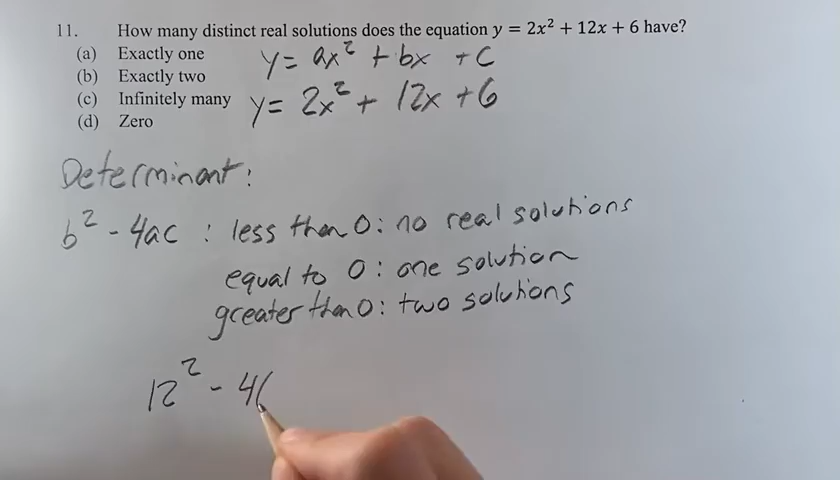 11. How many distinct real solutions does the equation y = 2x² + 12x + 6 have?
(a) Exactly one
(b) Exactly two
(c) Infinitely many
(d) Zero
y = ax² + bx + c
y = 2x² + 12x + 6
Determinant:
b² - 4ac : less than 0: no real solutions
equal to 0: one solution
greater than 0: two solutions
12² - 4(